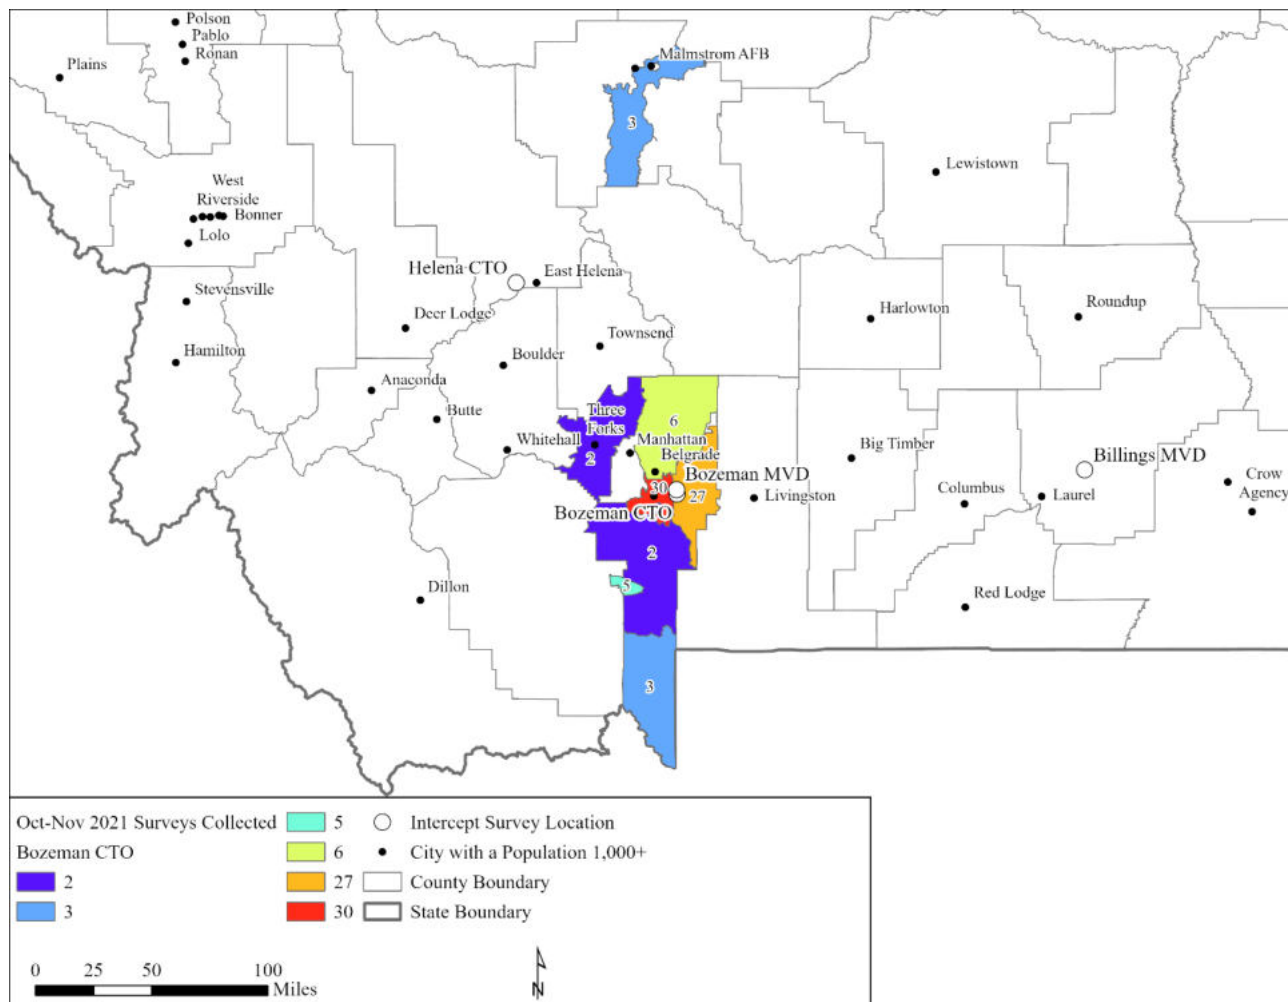 Polson
Pablo
Ronan
Plains
Malmstrom AFB
3
Lewistown
West
Riverside
Bonner
Lolo
Helena CTO
East Helena
Stevensville
Deer Lodge
Harlowton
Roundup
Townsend
Hamilton
Boulder
Anaconda
Butte
Three
Forks
6
Whitehall
2
Manhattan
Belgrade
Big Timber
Billings MVD
Bozeman MVD
30
27
Livingston
Columbus
Laurel
Crow
Agency
Bozeman CTO
2
Dillon
5
Red Lodge
3
Oct-Nov 2021 Surveys Collected
Bozeman CTO
2
3
5
6
27
30
Intercept Survey Location
City with a Population 1,000+
County Boundary
State Boundary
0 25 50 100
Miles
N